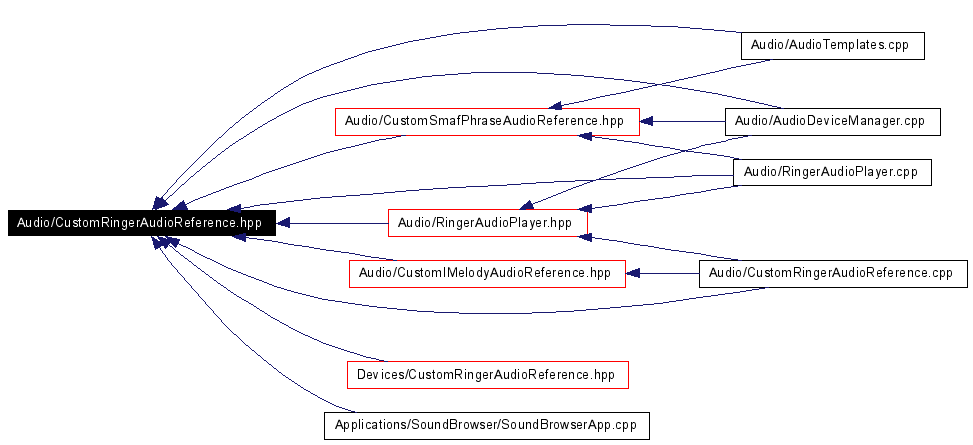 Audio/AudioTemplates.cpp
Audio/CustomSmafPhraseAudioReference.hpp
Audio/AudioDeviceManager.cpp
Audio/RingerAudioPlayer.cpp
Audio/CustomRingerAudioReference.hpp
Audio/RingerAudioPlayer.hpp
Audio/CustomIMelodyAudioReference.hpp
Audio/CustomRingerAudioReference.cpp
Devices/CustomRingerAudioReference.hpp
Applications/SoundBrowser/SoundBrowserApp.cpp